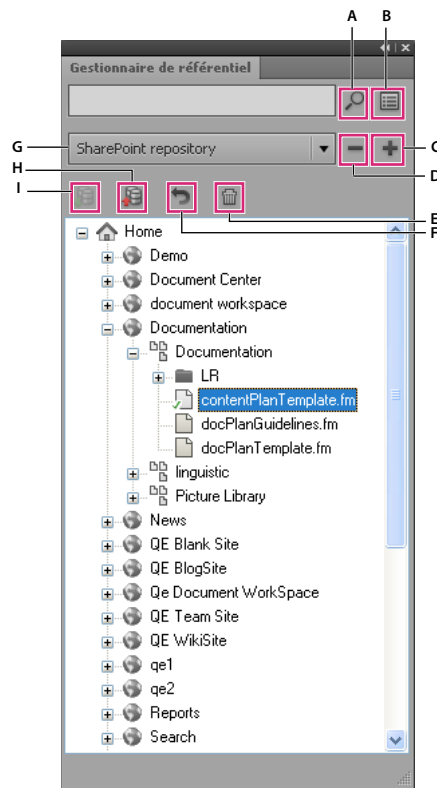 A B
Gestionnaire de référentiel
G SharePoint repository C
D
H
I
E
F
Home
Demo
Document Center
document workspace
Documentation
Documentation
LR
contentPlanTemplate.fm
docPlanGuidelines.fm
docPlanTemplate.fm
linguistic
Picture Library
News
QE Blank Site
QE BlogSite
Qe Document WorkSpace
QE Team Site
QE WikiSite
qe1
qe2
Reports
Search